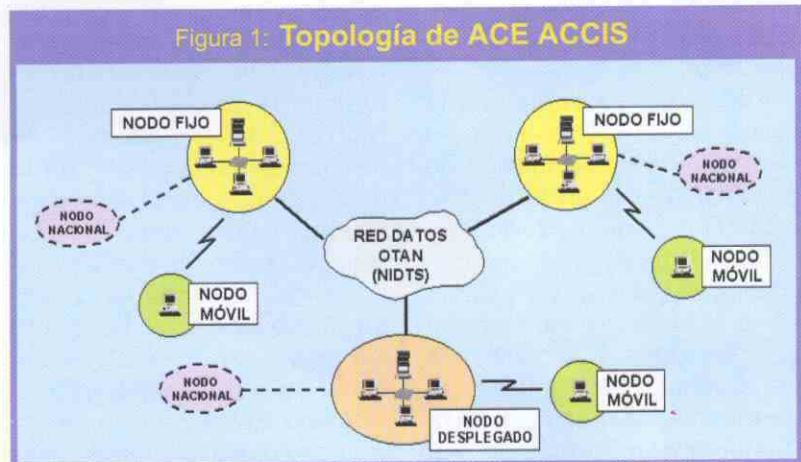 Figura 1: Topología de ACE ACCIS
NODO FIJO
NODO FIJO
NODO
NACIONAL
NODO
NACIONAL
RED DATOS
OTAN
(NIDTS)
NODO
MÓVIL
NODO
MÓVIL
NODO
NACIONAL
NODO
MÓVIL
NODO
DESPLEGADO